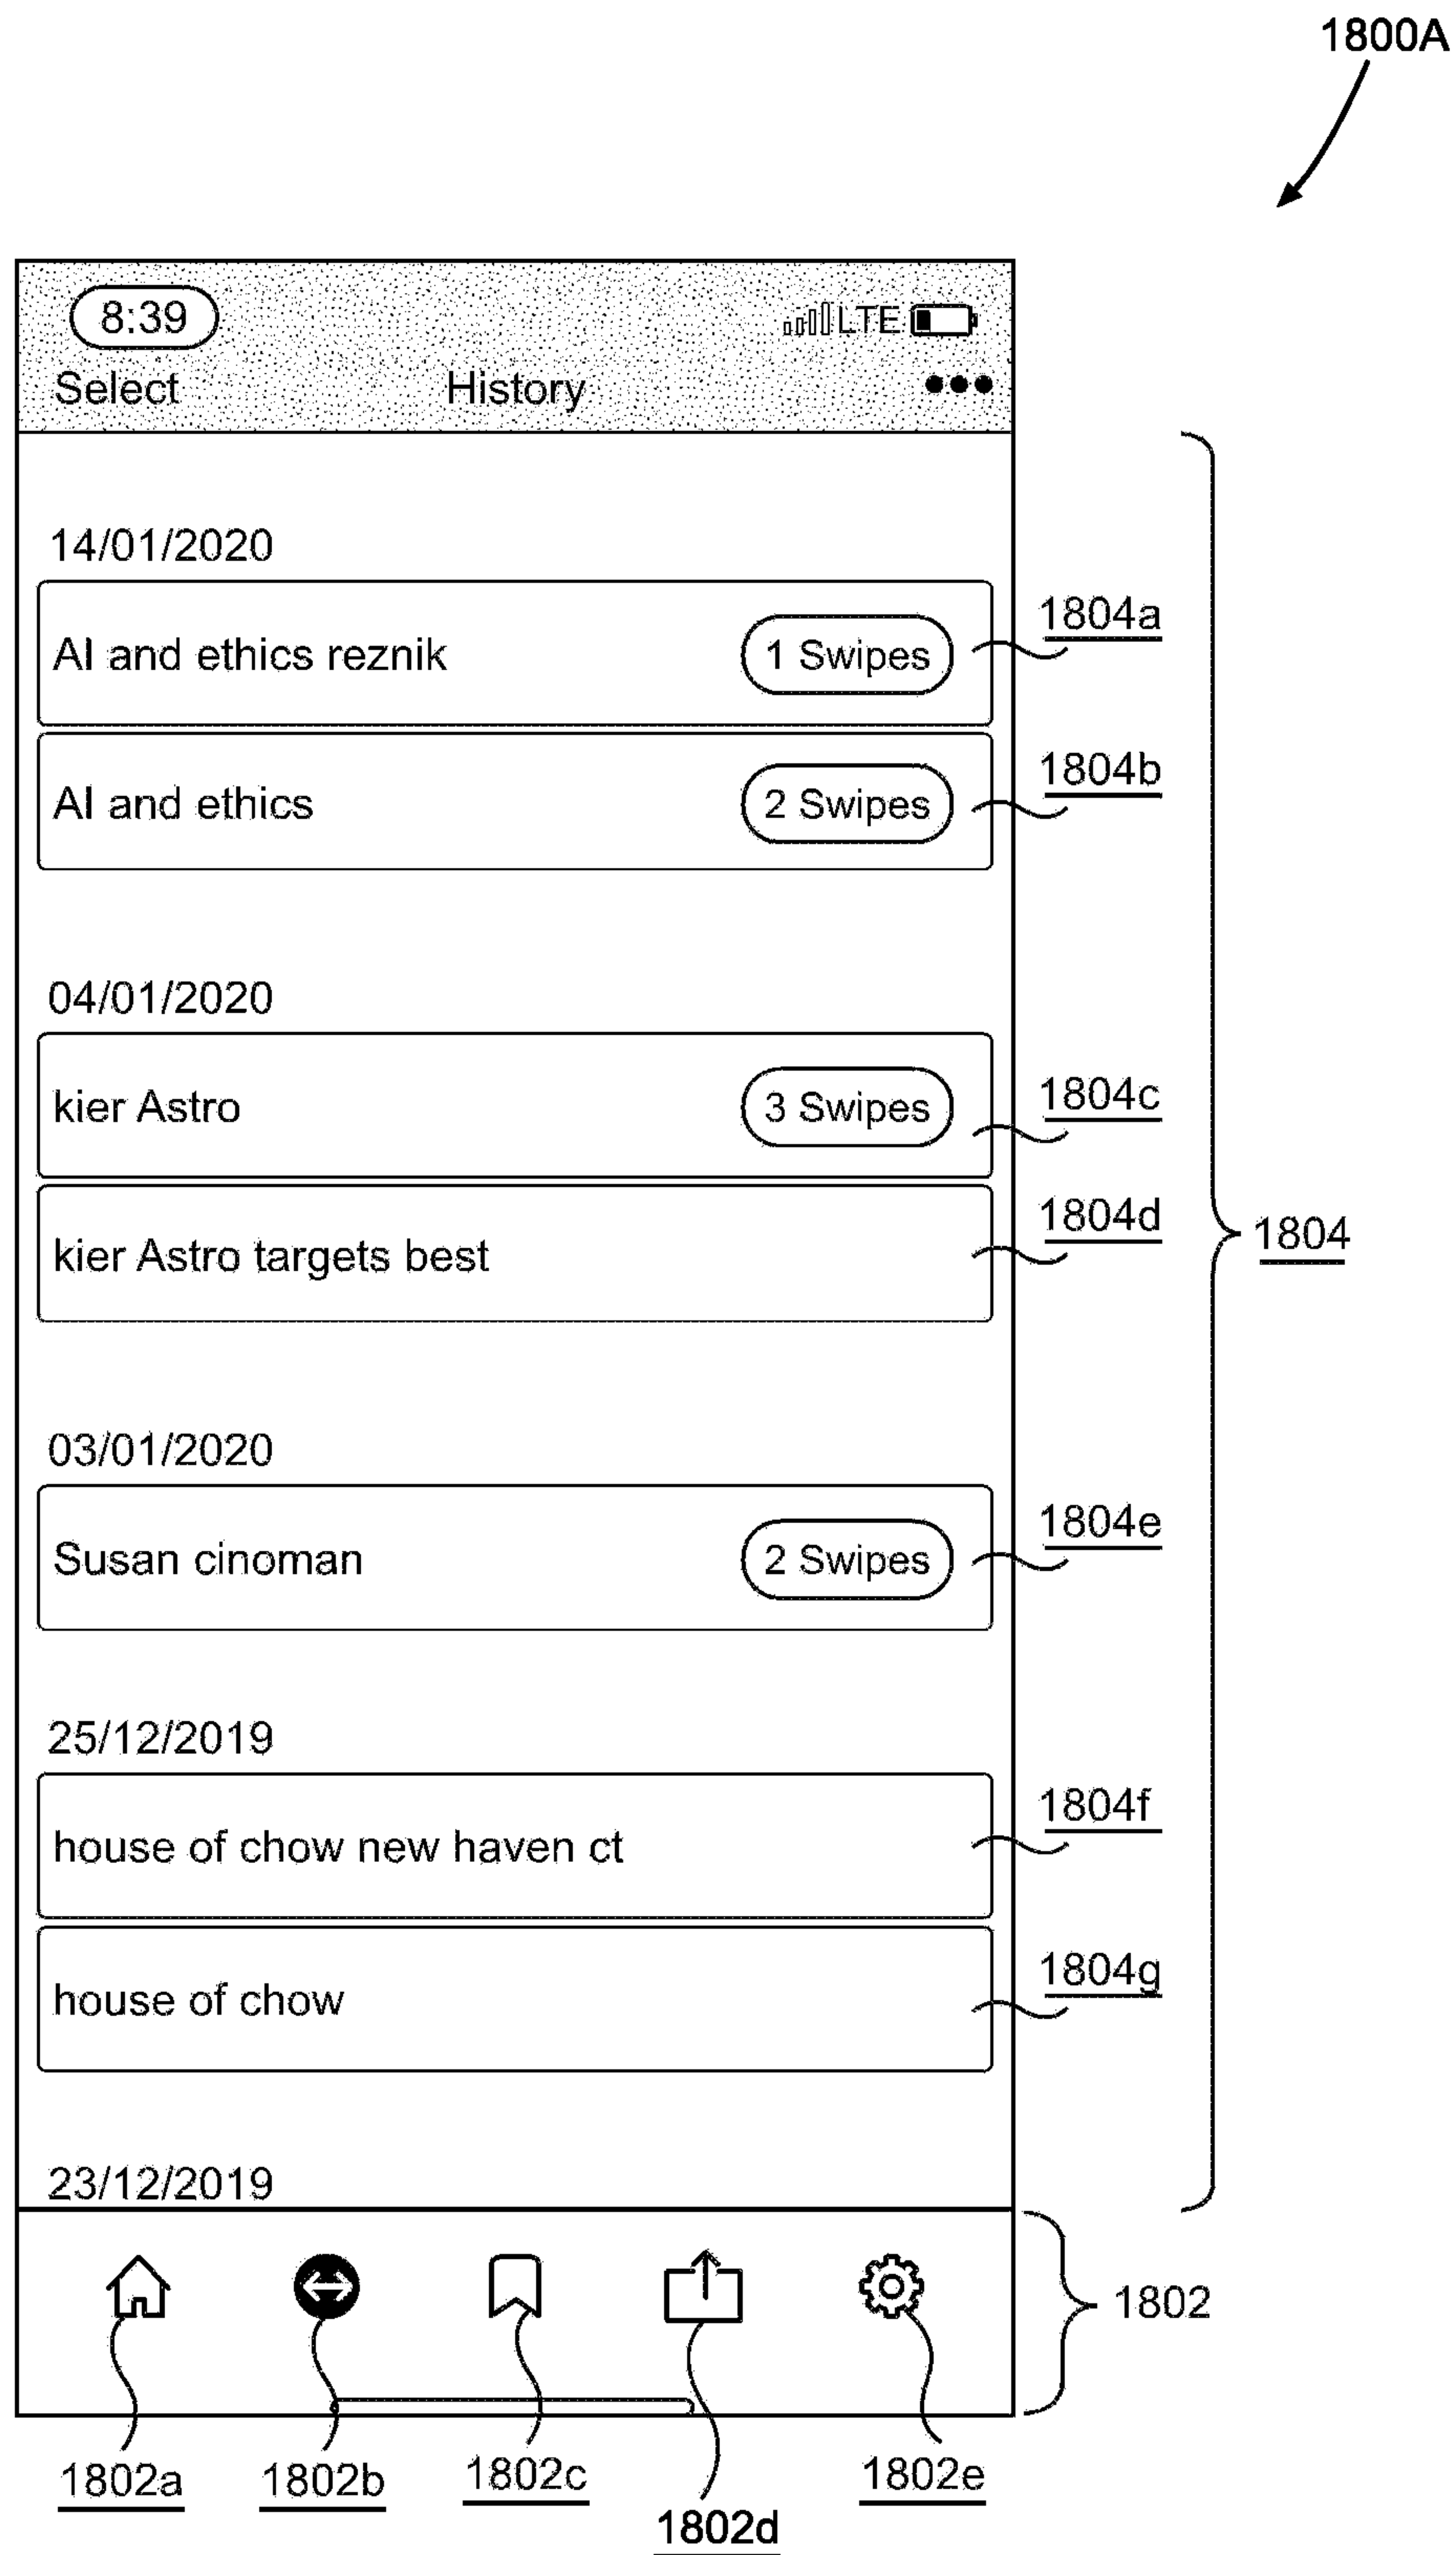 1800A
8:39 LTE
Select History
14/01/2020
AI and ethics reznik 1 Swipes 1804a
AI and ethics 2 Swipes 1804b
04/01/2020
kier Astro 3 Swipes 1804c
kier Astro targets best 1804d
1804
03/01/2020
Susan cinoman 2 Swipes 1804e
25/12/2019
house of chow new haven ct 1804f
house of chow 1804g
23/12/2019
1802
1802a 1802b 1802c 1802d 1802e